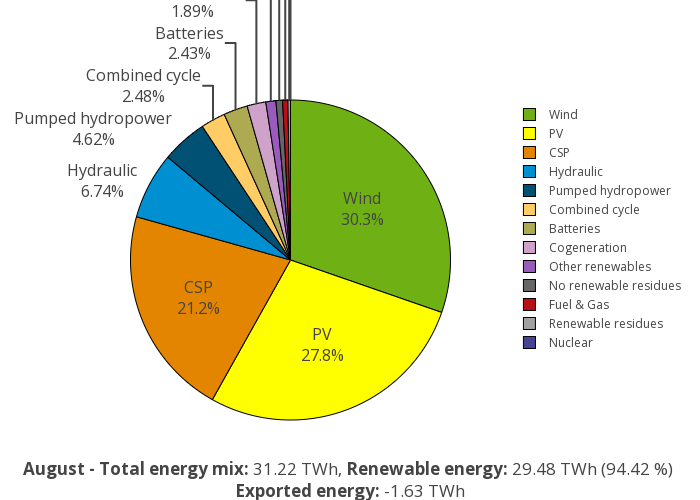 1.89%
Batteries
2.43%
Combined cycle
2.48%
Pumped hydropower
4.62%
Hydraulic
6.74%
Wind
30.3%
CSP
21.2%
PV
27.8%
Wind
PV
CSP
Hydraulic
Pumped hydropower
Combined cycle
Batteries
Cogeneration
Other renewables
No renewable residues
Fuel & Gas
Renewable residues
Nuclear
August - Total energy mix: 31.22 TWh, Renewable energy: 29.48 TWh (94.42 %)
Exported energy: -1.63 TWh